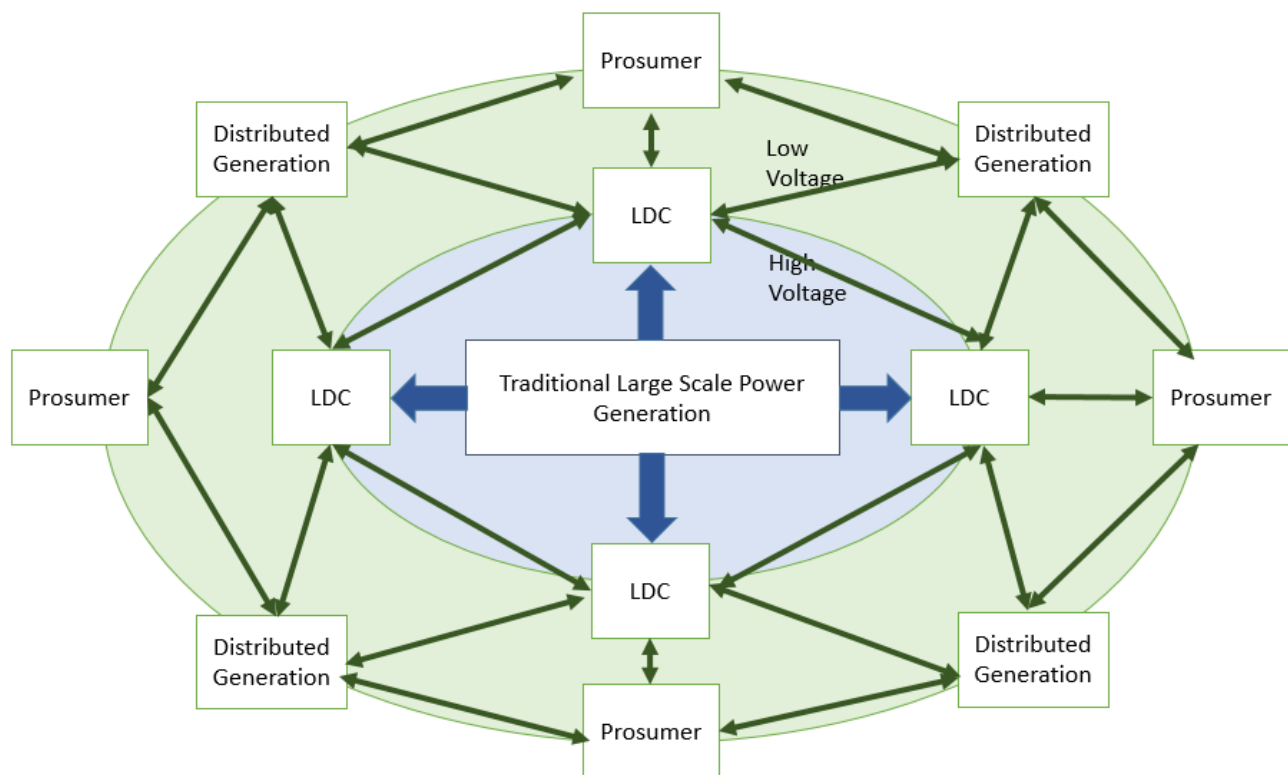 Prosumer
Distributed
Generation
Distributed
Generation
Low
Voltage
LDC
High
Voltage
Prosumer
LDC
Traditional Large Scale Power
Generation
LDC
Prosumer
LDC
Distributed
Generation
Distributed
Generation
Prosumer